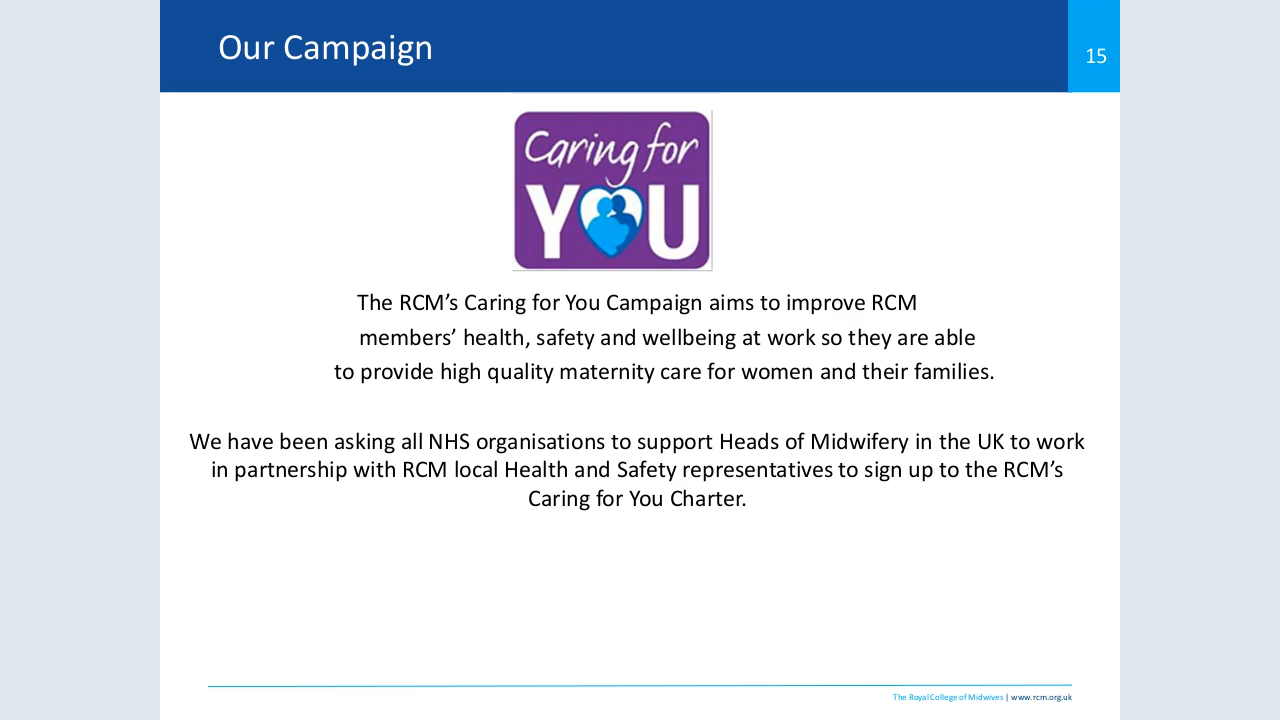 Our Campaign
15
Caring for
YOU
The RCM’s Caring for You Campaign aims to improve RCM
members’ health, safety and wellbeing at work so they are able
to provide high quality maternity care for women and their families.
We have been asking all NHS organisations to support Heads of Midwifery in the UK to work
in partnership with RCM local Health and Safety representatives to sign up to the RCM’s
Caring for You Charter.
The Royal College of Midwives | www.rcm.org.uk